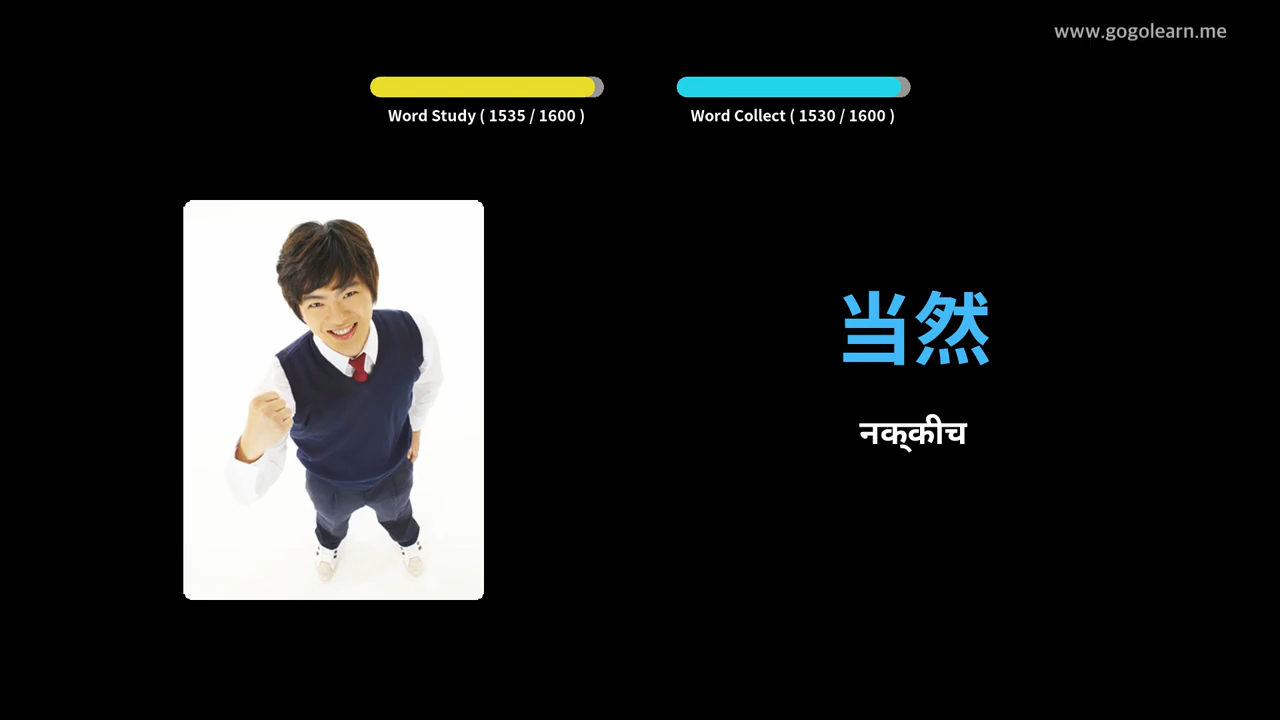 www.gogolearn.me
Word Study ( 1535 / 1600 )
Word Collect ( 1530 / 1600 )
当然
नक्कीच